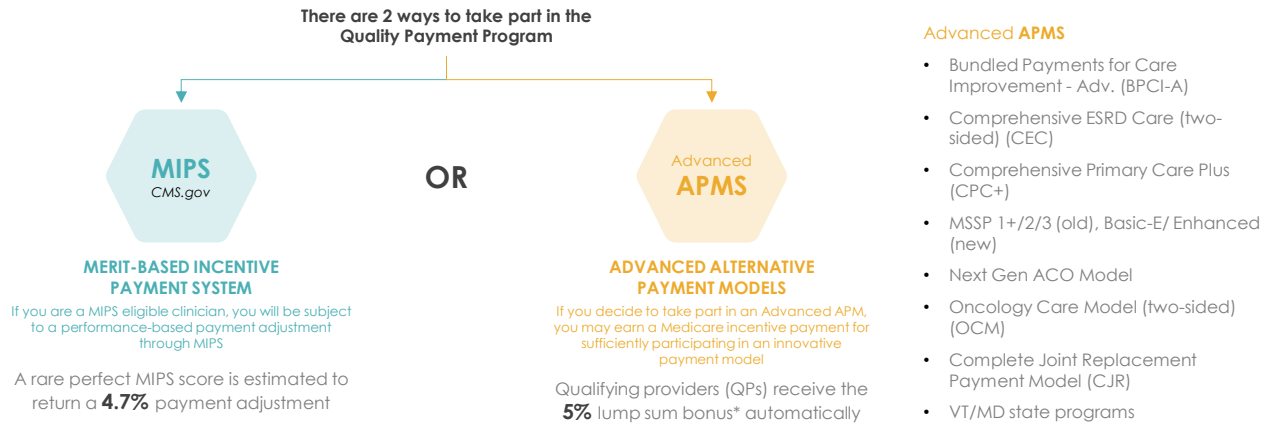 There are 2 ways to take part in the
Quality Payment Program
MIPS
CMS.gov
OR
Advanced
APMS
MERIT-BASED INCENTIVE
PAYMENT SYSTEM
If you are a MIPS eligible clinician, you will be subject
to a performance-based payment adjustment
through MIPS
A rare perfect MIPS score is estimated to
return a 4.7% payment adjustment
ADVANCED ALTERNATIVE
PAYMENT MODELS
If you decide to take part in an Advanced APM,
you may earn a Medicare incentive payment for
sufficiently participating in an innovative
payment model
Qualifying providers (QPs) receive the
5% lump sum bonus* automatically
Advanced APMS
• Bundled Payments for Care
Improvement - Adv. (BPCI-A)
• Comprehensive ESRD Care (two-
sided) (CEC)
• Comprehensive Primary Care Plus
(CPC+)
• MSSP 1+/2/3 (old), Basic-E/ Enhanced
(new)
• Next Gen ACO Model
• Oncology Care Model (two-sided)
(OCM)
• Complete Joint Replacement
Payment Model (CJR)
• VT/MD state programs